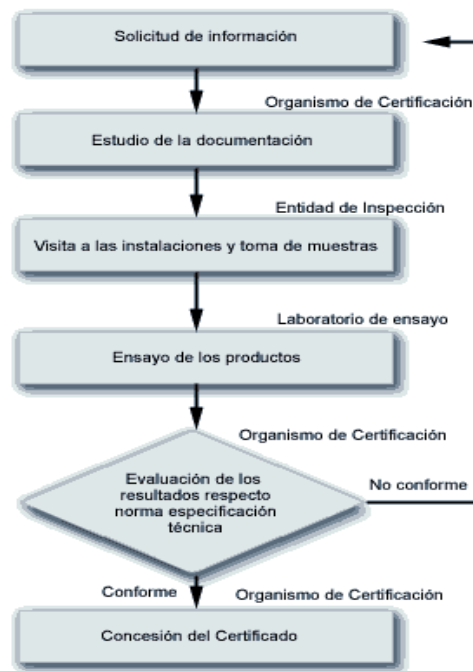 Solicitud de información
Organismo de Certificación
Estudio de la documentación
Entidad de Inspección
Visita a las instalaciones y toma de muestras
Laboratorio de ensayo
Ensayo de los productos
Organismo de Certificación
Evaluación de los
resultados respecto
norma especificación
técnica
No conforme
Conforme
Organismo de Certificación
Concesión del Certificado